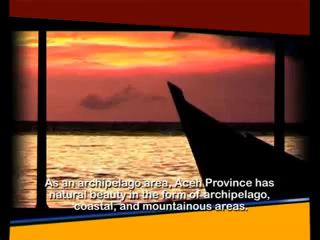 As an archipelago area, Aceh Province has
natural beauty in the form of archipelago,
coastal, and mountainous areas.